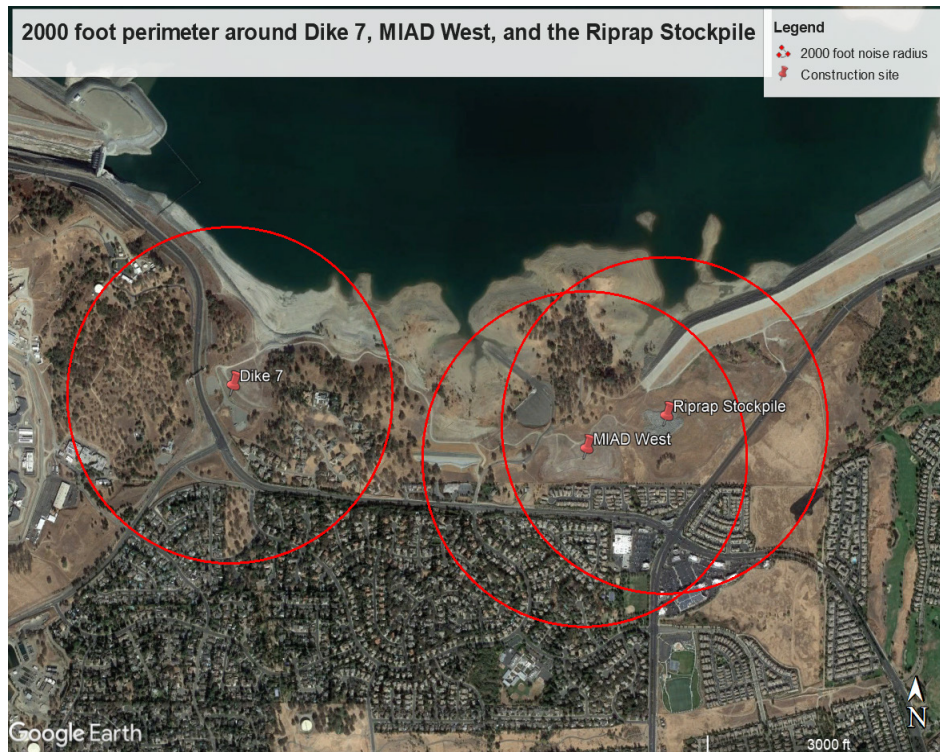 2000 foot perimeter around Dike 7, MIAD West, and the Riprap Stockpile
Legend
2000 foot noise radius
Construction site
Dike 7
Riprap Stockpile
MIAD West
Google Earth
N
3000 ft